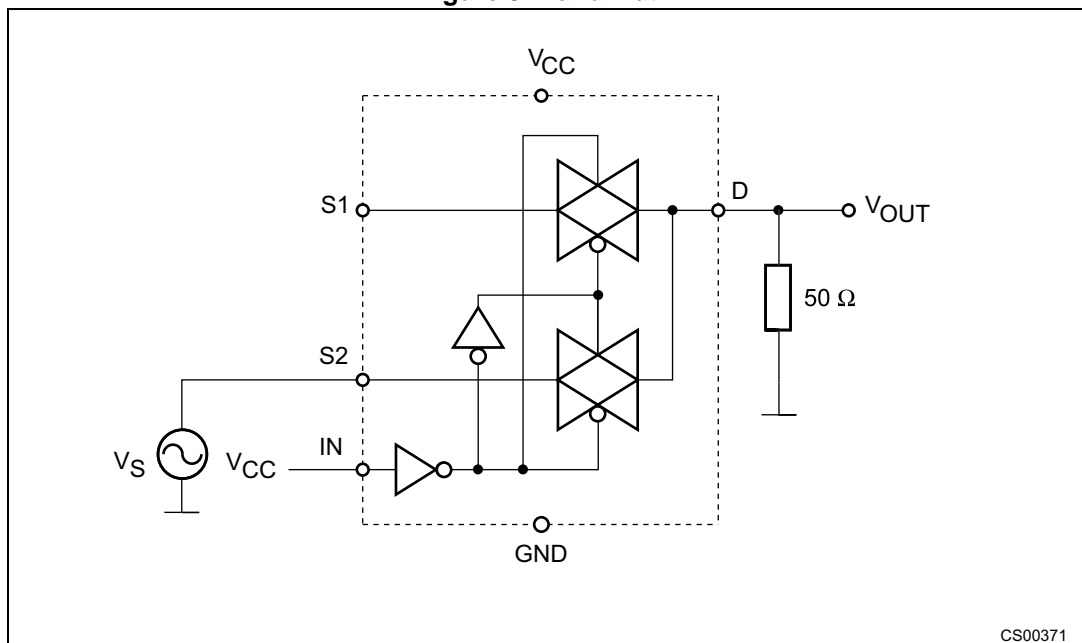 VCC
S1
D
VOUT
50 Ω
S2
VS
VCC
IN
GND
CS00371